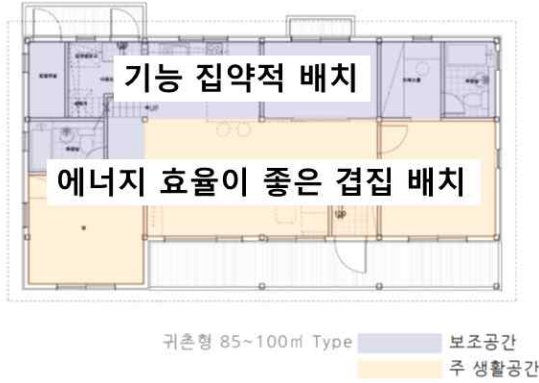 기능 집약적 배치
UP
에너지 효율이 좋은 겹집 배치
귀촌형 85~100㎡ Type
보조공간
주 생활공간